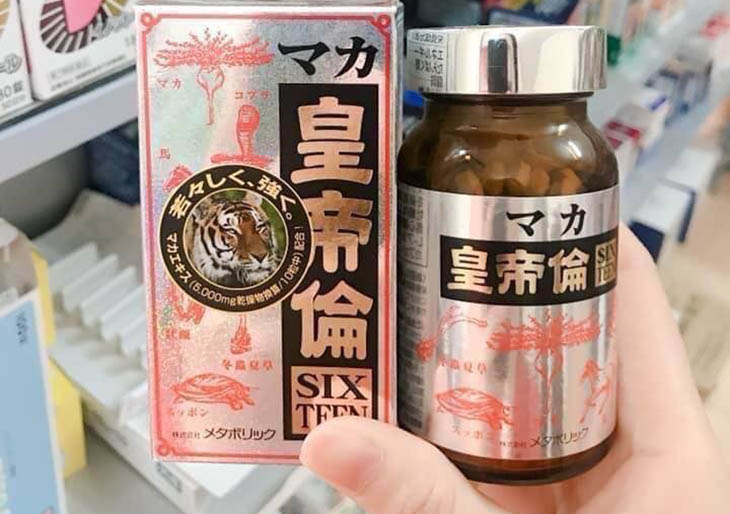 マカ
皇帝倫
SIX
TEEN
マカ
コブラ
馬
若々しく、強く。
マカエキス(5,000mg乾燥物換算/10粒中)配合!
冬蟲夏草
スッポン
株式会社 メタボリック
マカ
皇帝倫
SIX
TEEN
冬蟲夏草
スッポン
株式会社 メタボリック